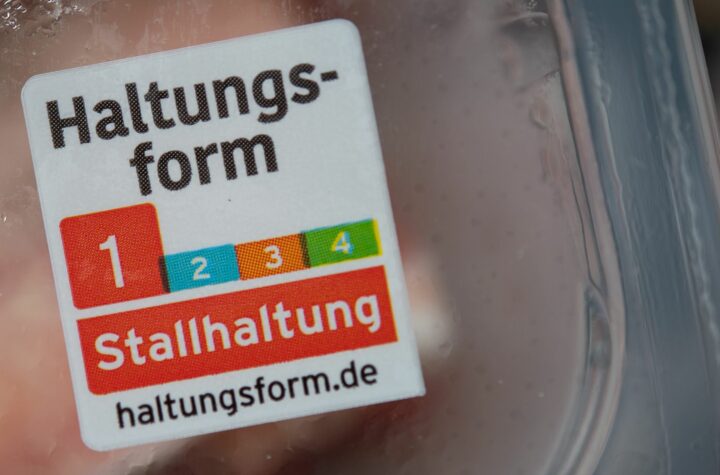 Haltungs-
form
1 2 3 4
Stallhaltung
haltungsform.de